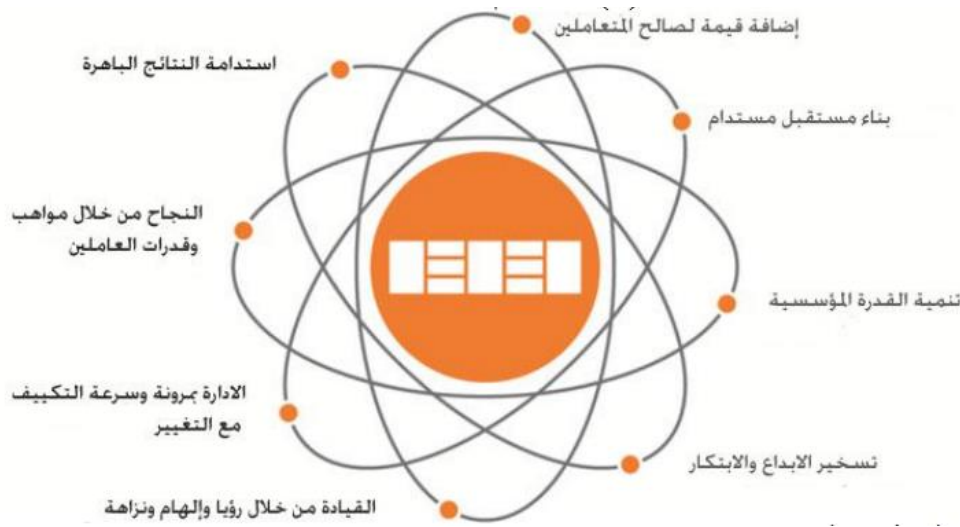 إضافة قيمة لصالح المتعاملين
استدامة النتائج الباهرة
بناء مستقبل مستدام
النجاح من خلال مواهب
وقدرات العاملين
تنمية القدرة المؤسسية
الادارة بمرونة وسرعة التكييف
مع التغيير
تسخير الابداع والابتكار
القيادة من خلال رؤيا وإلهام ونزاهة